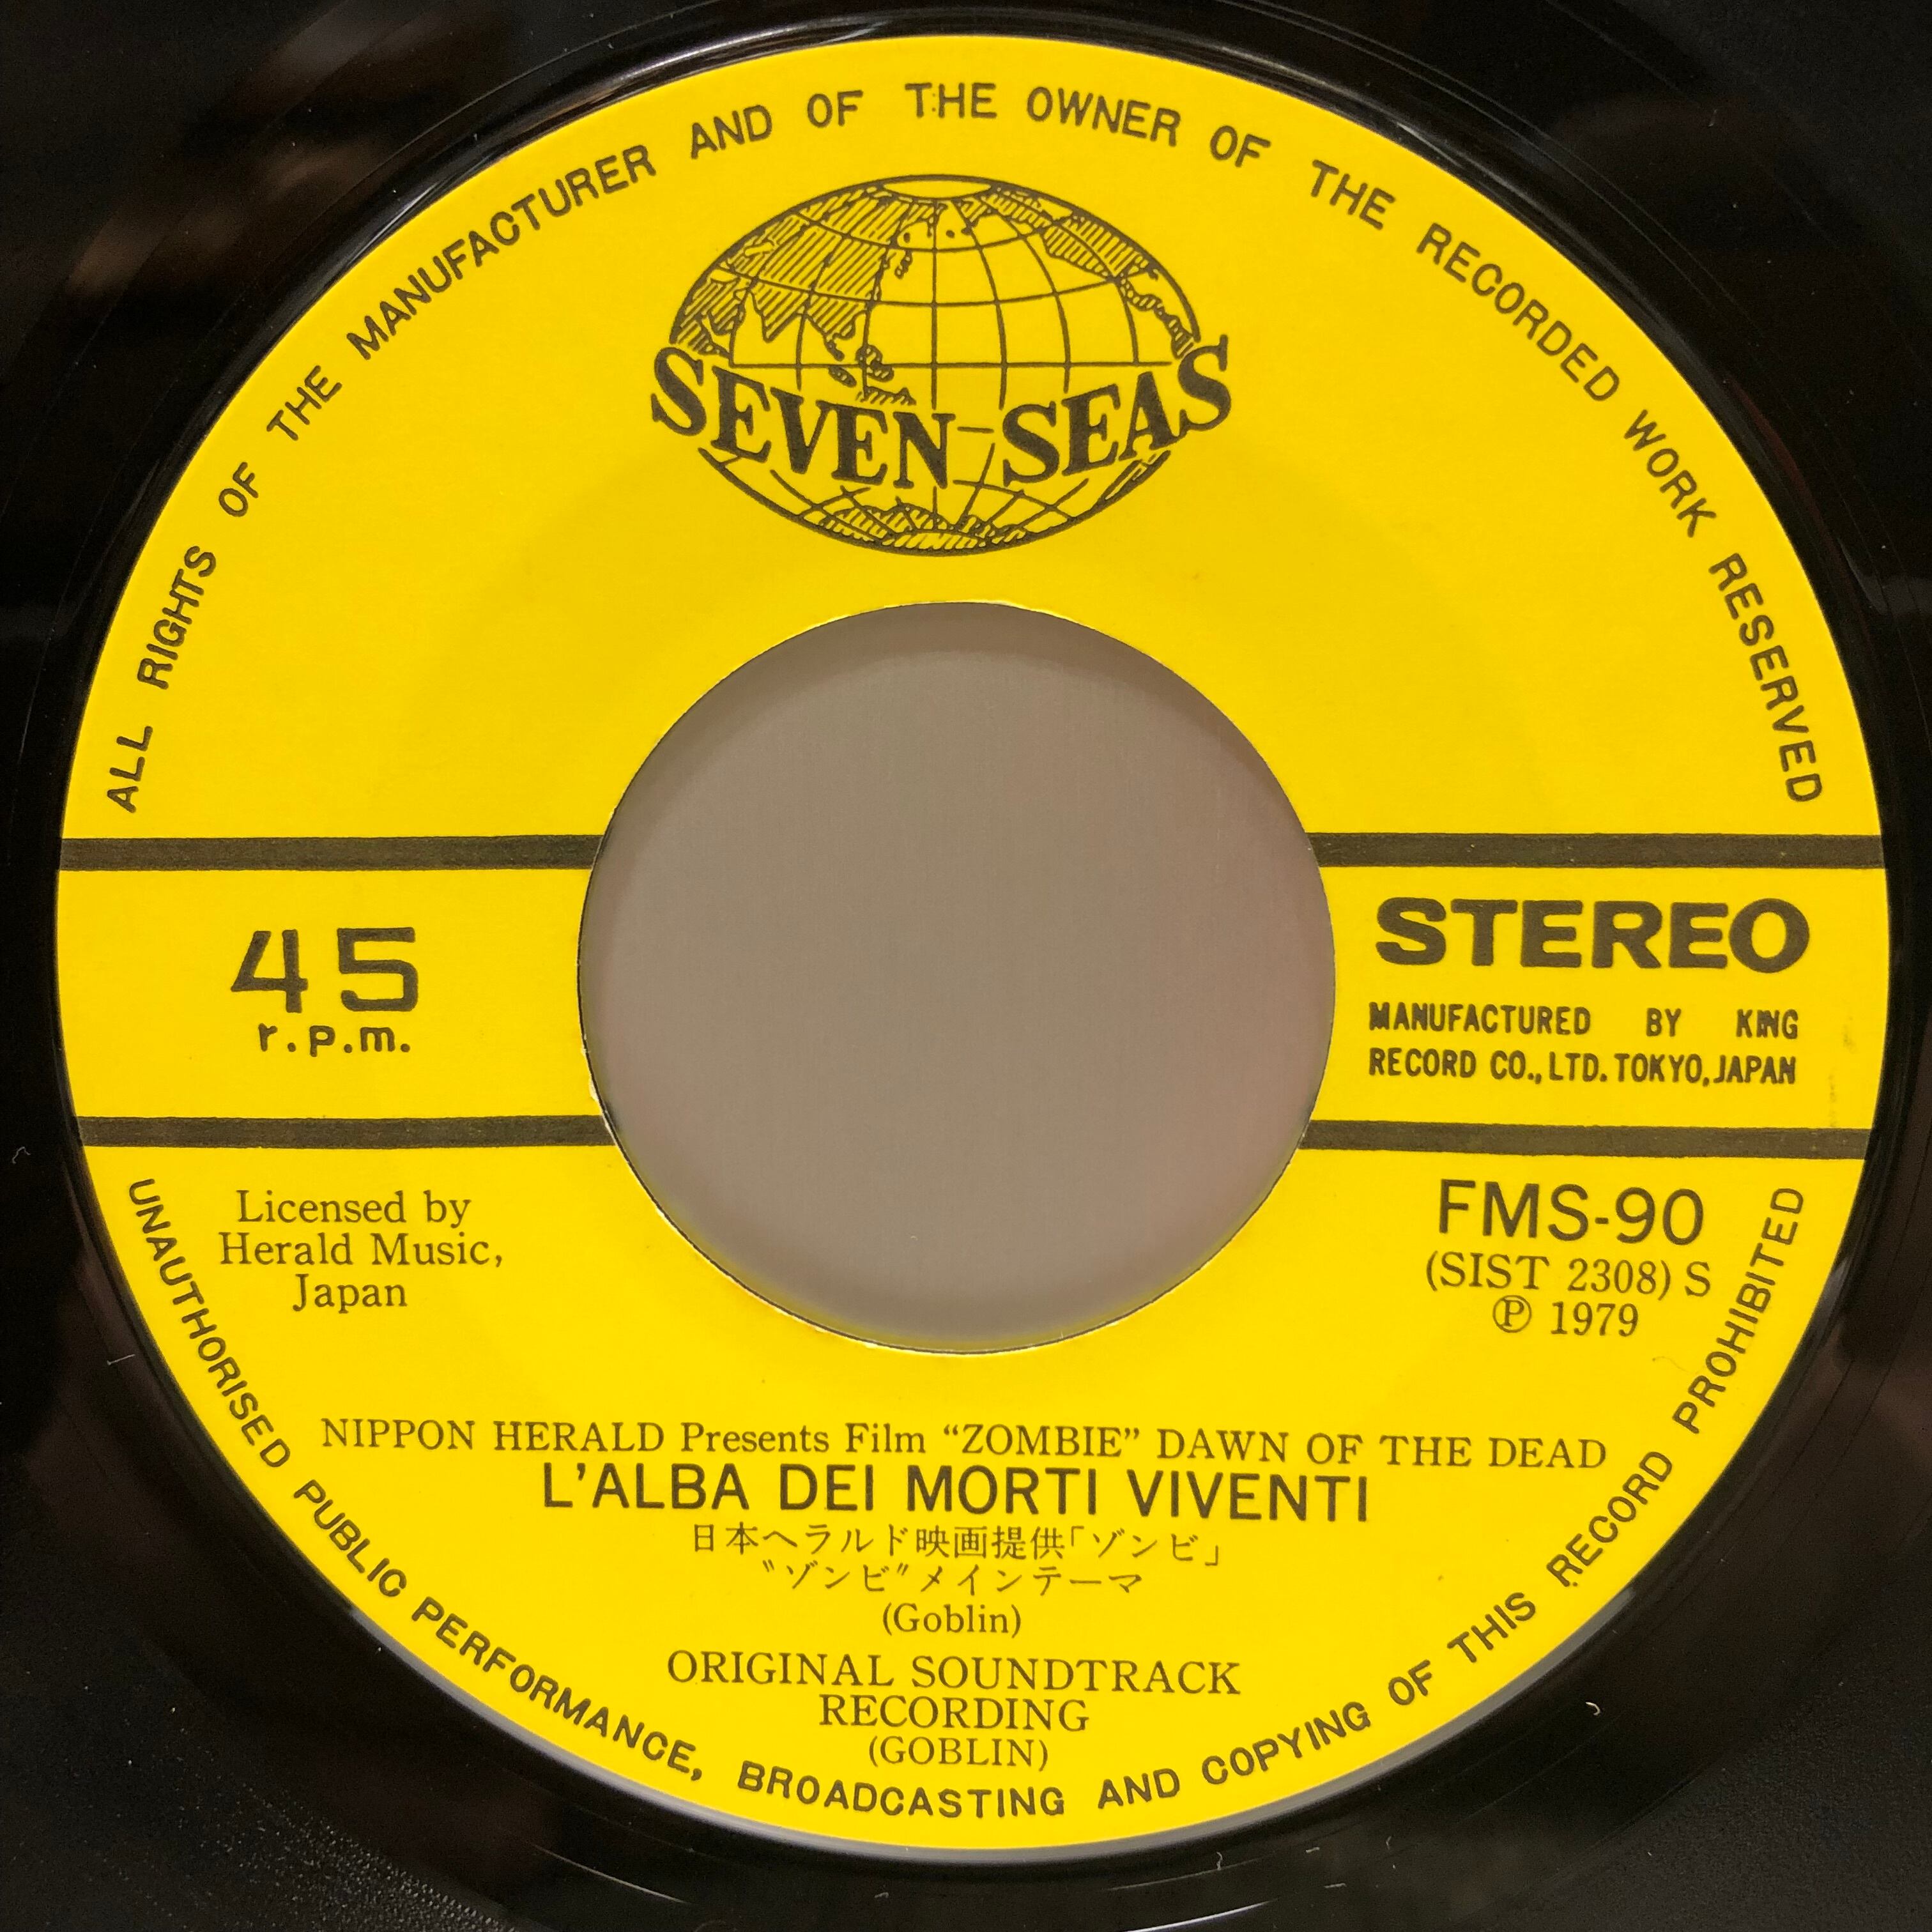 ALL RIGHTS OF THE MANUFACTURER AND OF THE OWNER OF THE RECORDED WORK RESERVED
SEVEN SEAS
45
r.p.m.
STEREO
MANUFACTURED BY KING
RECORD CO., LTD. TOKYO, JAPAN
Licensed by
Herald Music,
Japan
FMS-90
(SIST 2308) S
Ⓟ 1979
NIPPON HERALD Presents Film “ZOMBIE” DAWN OF THE DEAD
L'ALBA DEI MORTI VIVENTI
日本ヘラルド映画提供「ゾンビ」
〝ゾンビ〟メインテーマ
(Goblin)
ORIGINAL SOUNDTRACK
RECORDING
(GOBLIN)
UNAUTHORISED PUBLIC PERFORMANCE, BROADCASTING AND COPYING OF THIS RECORD PROHIBITED